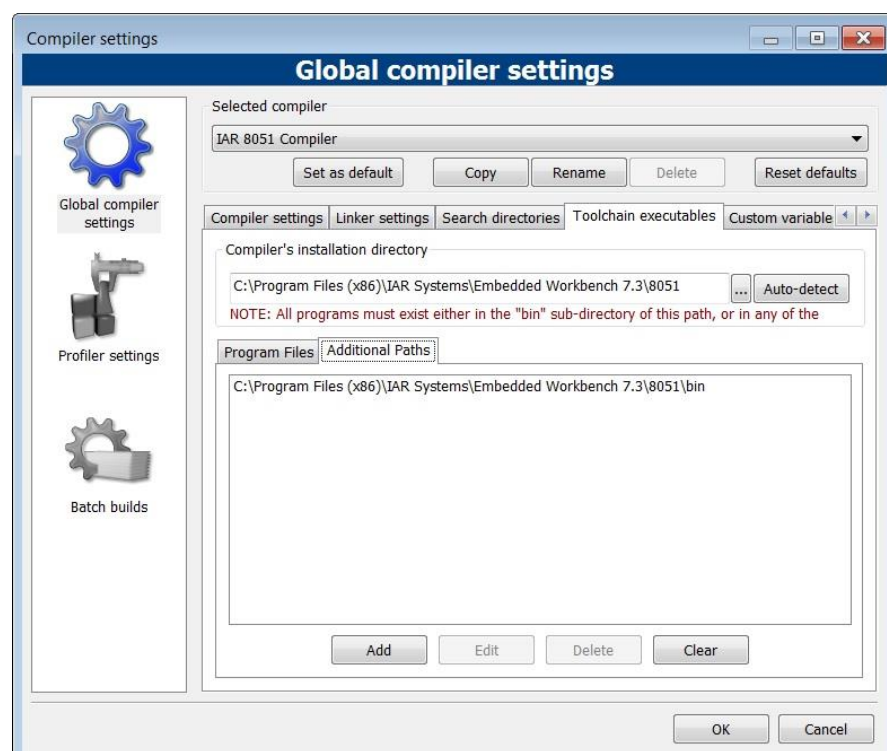 Compiler settings
Global compiler settings
Global compiler
settings
Profiler settings
Batch builds
Selected compiler
IAR 8051 Compiler
Set as default Copy Rename Delete Reset defaults
Compiler settings Linker settings Search directories Toolchain executables Custom variable
Compiler's installation directory
C:\Program Files (x86)\IAR Systems\Embedded Workbench 7.3\8051 ... Auto-detect
NOTE: All programs must exist either in the "bin" sub-directory of this path, or in any of the
Program Files Additional Paths
C:\Program Files (x86)\IAR Systems\Embedded Workbench 7.3\8051\bin
Add Edit Delete Clear
OK Cancel